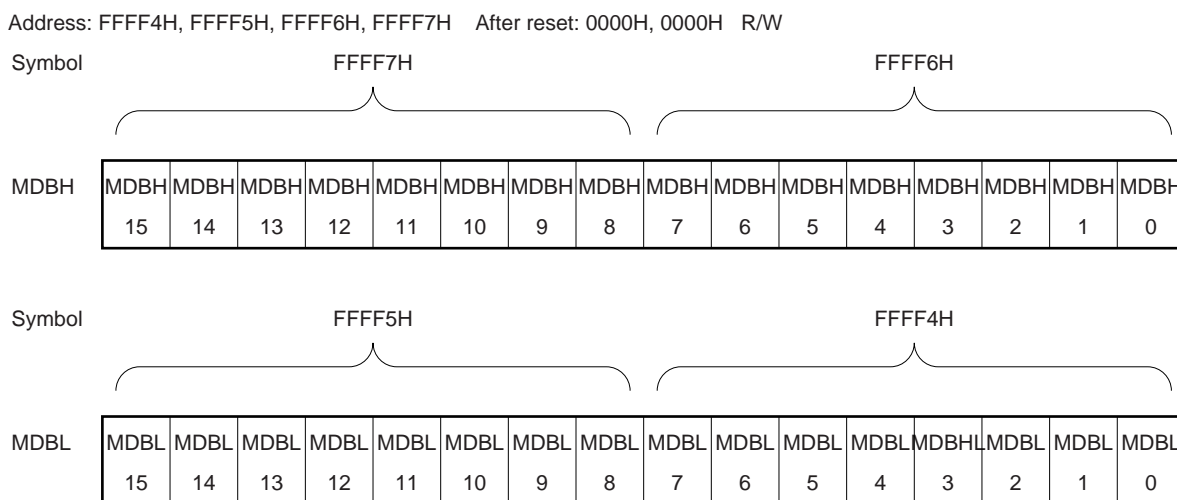 Address: FFFF4H, FFFF5H, FFFF6H, FFFF7H After reset: 0000H, 0000H R/W
Symbol FFFF7H FFFF6H
MDBH MDBH MDBH MDBH MDBH MDBH MDBH MDBH MDBH MDBH MDBH MDBH MDBH MDBH MDBH MDBH MDBH
15 14 13 12 11 10 9 8 7 6 5 4 3 2 1 0
Symbol FFFF5H FFFF4H
MDBL MDBL MDBL MDBL MDBL MDBL MDBL MDBL MDBL MDBL MDBL MDBL MDBL MDBHL MDBL MDBL MDBL
15 14 13 12 11 10 9 8 7 6 5 4 3 2 1 0